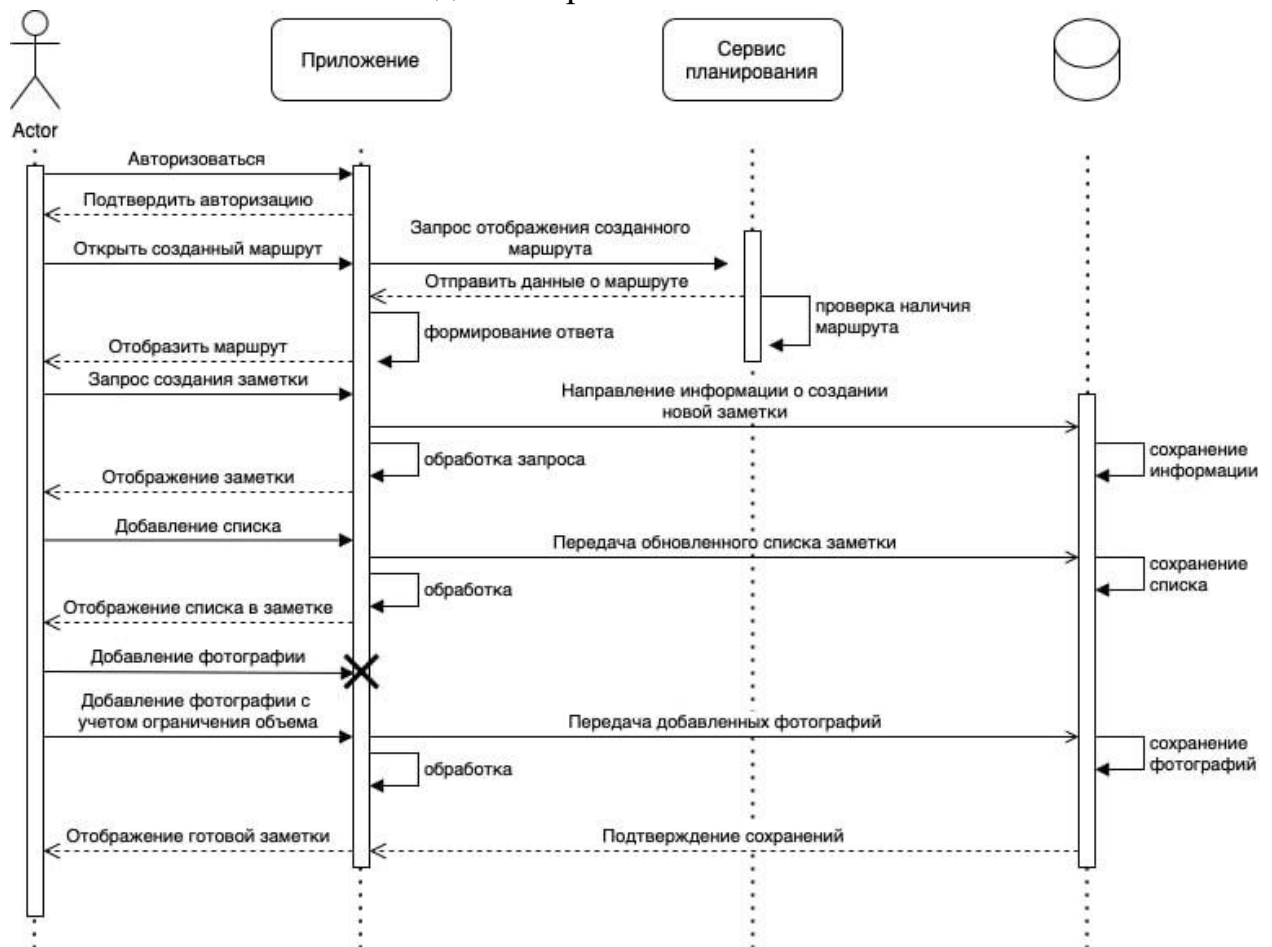 Приложение
Сервис
планирования
Actor
Авторизоваться
Подтвердить авторизацию
Открыть созданный маршрут
Запрос отображения созданного
маршрута
Отправить данные о маршруте
проверка наличия
маршрута
формирование ответа
Отобразить маршрут
Запрос создания заметки
Направление информации о создании
новой заметки
обработка запроса
сохранение
информации
Отображение заметки
Добавление списка
Передача обновленного списка заметки
сохранение
списка
обработка
Отображение списка в заметке
Добавление фотографии
Добавление фотографии с
учетом ограничения объема
Передача добавленных фотографий
сохранение
фотографий
обработка
Отображение готовой заметки
Подтверждение сохранений